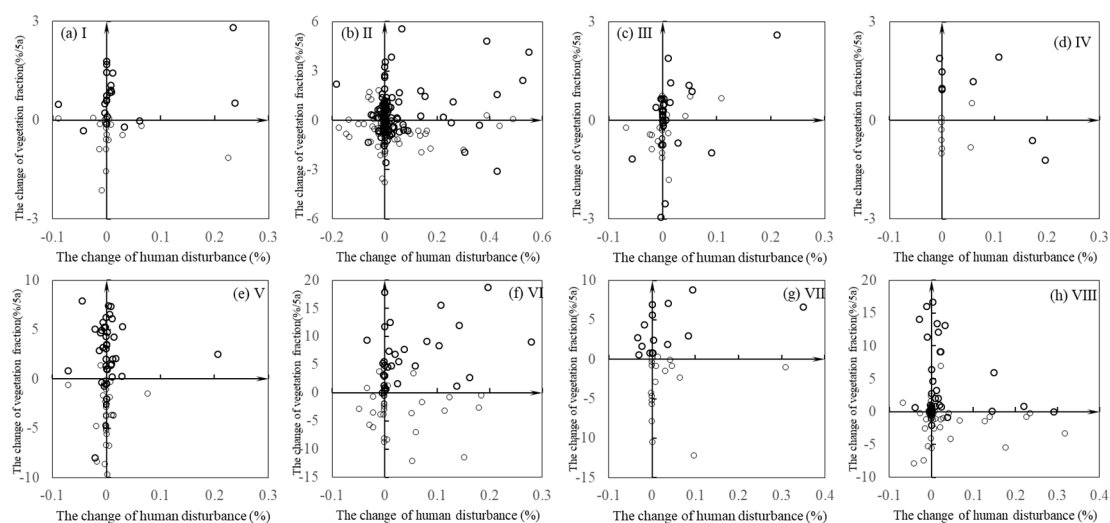 (a) I
3
0
-3
-0.1 0 0.1 0.2 0.3
The change of vegetation fraction(%/5a)
The change of human disturbance (%)
(b) II
6
3
0
-3
-6
-0.2 0 0.2 0.4 0.6
The change of vegetation fraction(%/5a)
The change of human disturbance (%)
(c) III
3
0
-3
-0.1 0 0.1 0.2 0.3
The change of vegetation fraction(%/5a)
The change of human disturbance (%)
(d) IV
3
0
-3
-0.1 0 0.1 0.2 0.3
The change of vegetation fraction(%/5a)
The change of human disturbance (%)
(e) V
10
5
0
-5
-10
-0.1 0 0.1 0.2 0.3
The change of vegetation fraction(%/5a)
The change of human disturbance (%)
(f) VI
20
15
10
5
0
-5
-10
-15
-0.1 0 0.1 0.2 0.3
The change of vegetation fraction(%/5a)
The change of human disturbance (%)
(g) VII
10
5
0
-5
-10
-15
-0.1 0 0.1 0.2 0.3 0.4
The change of vegetation fraction(%/5a)
The change of human disturbance (%)
(h) VIII
20
15
10
5
0
-5
-10
-0.1 0 0.1 0.2 0.3 0.4
The change of vegetation fraction(%/5a)
The change of human disturbance (%)